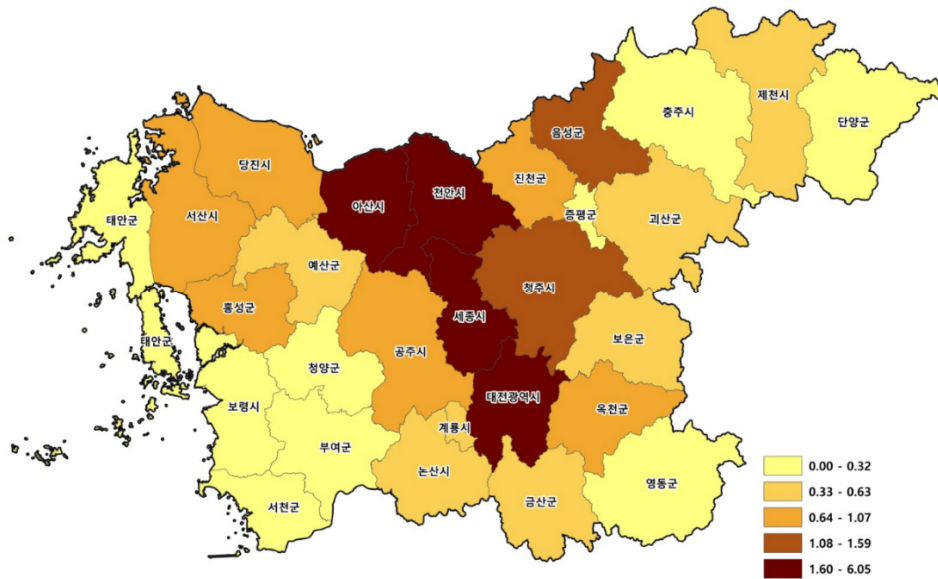 제천시
충주시
단양군
음성군
당진시
진천군
천안시
아산시
증평군
괴산군
서산시
태안군
예산군
청주시
홍성군
세종시
보은군
태안군
공주시
청양군
대전광역시
보령시
옥천군
계룡시
부여군
논산시
영동군
금산군
서천군
0.00 - 0.32
0.33 - 0.63
0.64 - 1.07
1.08 - 1.59
1.60 - 6.05